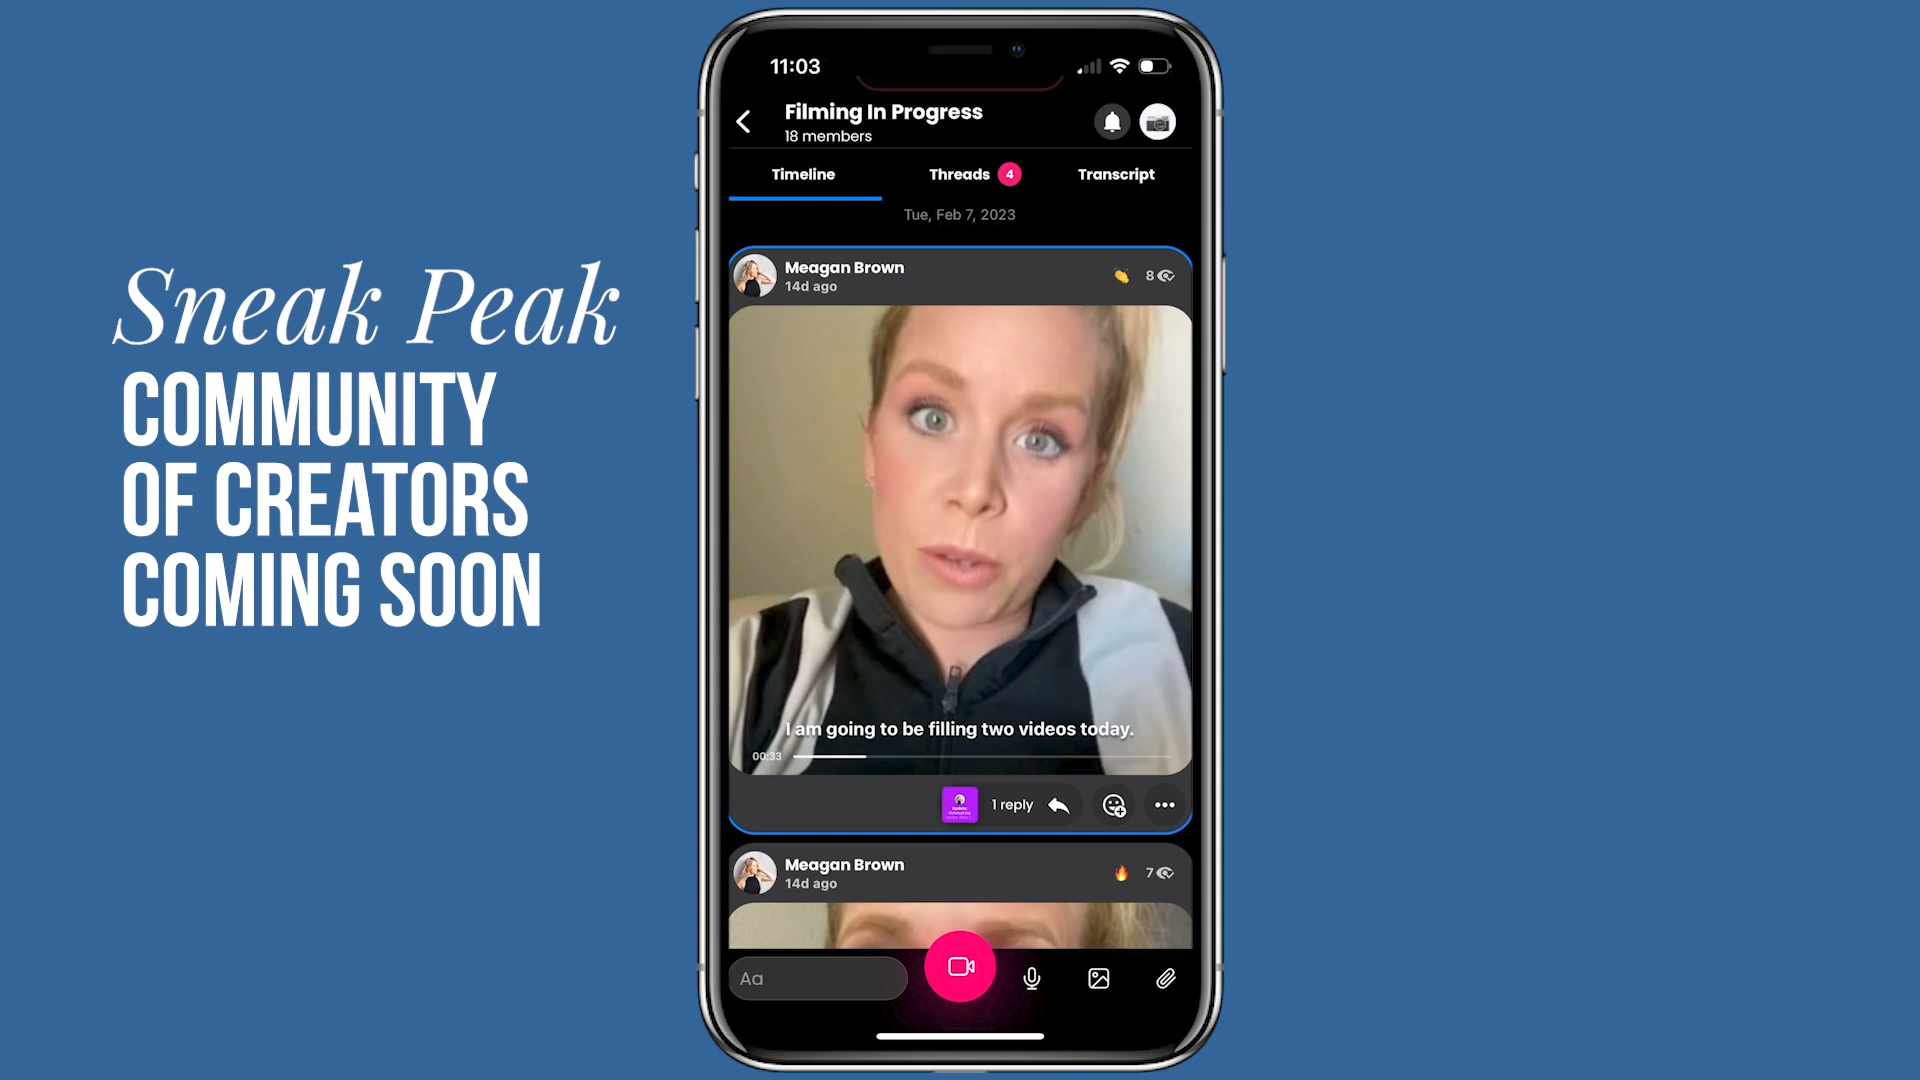 Sneak Peak
COMMUNITY
OF CREATORS
COMING SOON
11:03
Filming In Progress
18 members
Timeline
Threads 4
Transcript
Tue, Feb 7, 2023
Meagan Brown
14d ago
8
I am going to be filling two videos today.
00:33
1 reply
Meagan Brown
14d ago
7
Aa